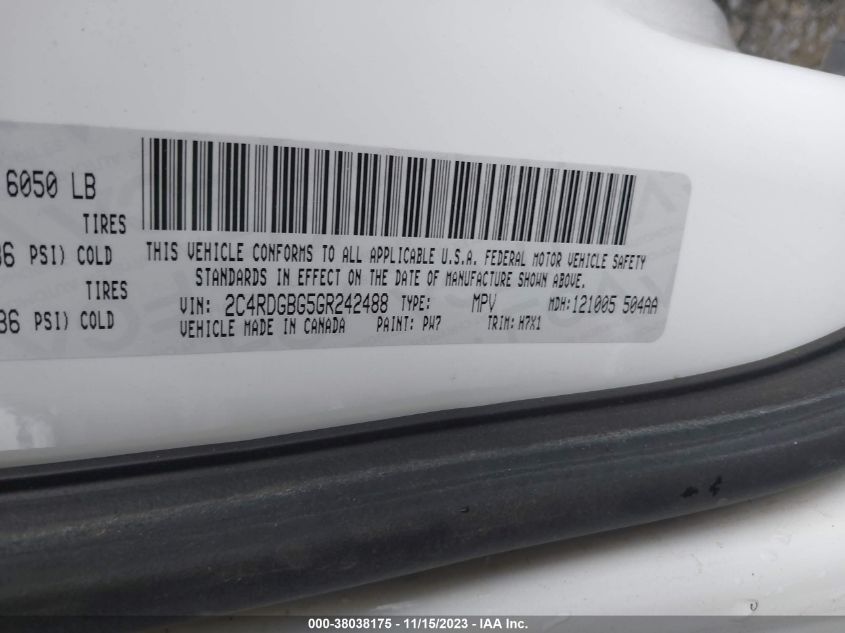 6050 LB
TIRES
36 PSI) COLD
TIRES
36 PSI) COLD
THIS VEHICLE CONFORMS TO ALL APPLICABLE U.S.A. FEDERAL MOTOR VEHICLE SAFETY
STANDARDS IN EFFECT ON THE DATE OF MANUFACTURE SHOWN ABOVE.
VIN: 2C4RDGBG5GR242488 TYPE: MPV MDH: 121005 504AA
VEHICLE MADE IN CANADA PAINT: PW7 TRIM: H7X1
000-38038175 - 11/15/2023 - IAA Inc.